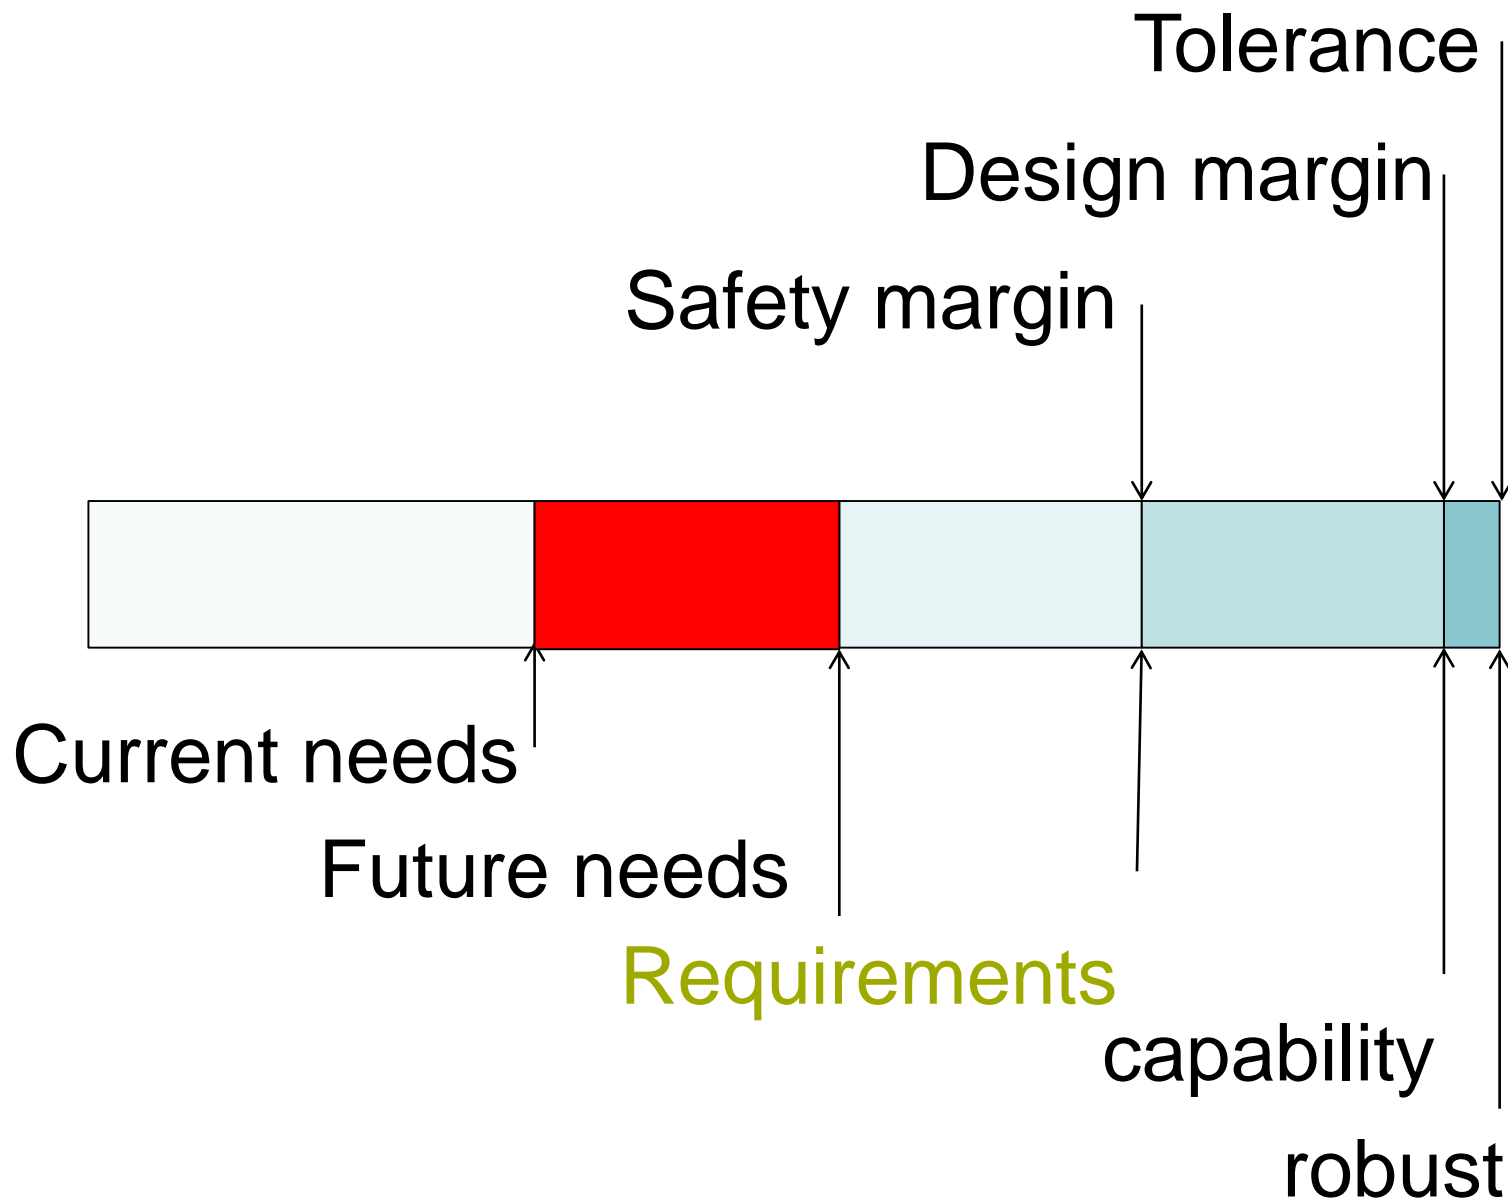 Tolerance
Design margin
Safety margin
Current needs
Future needs
Requirements
capability
robust